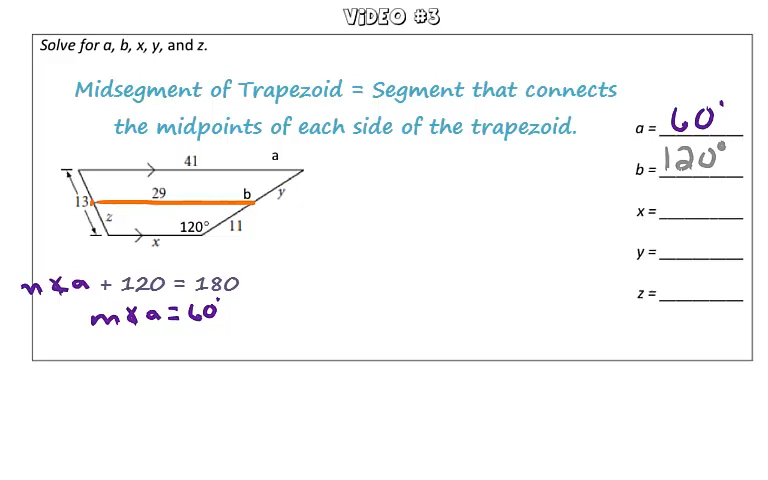 VIDEO #3
Solve for a, b, x, y, and z.
Midsegment of Trapezoid = Segment that connects
the midpoints of each side of the trapezoid.
a = 60°
b = 120°
x =
y =
z =
41 a
13 29 b y
z 120° 11
x
m∡a + 120 = 180
m∡a = 60°